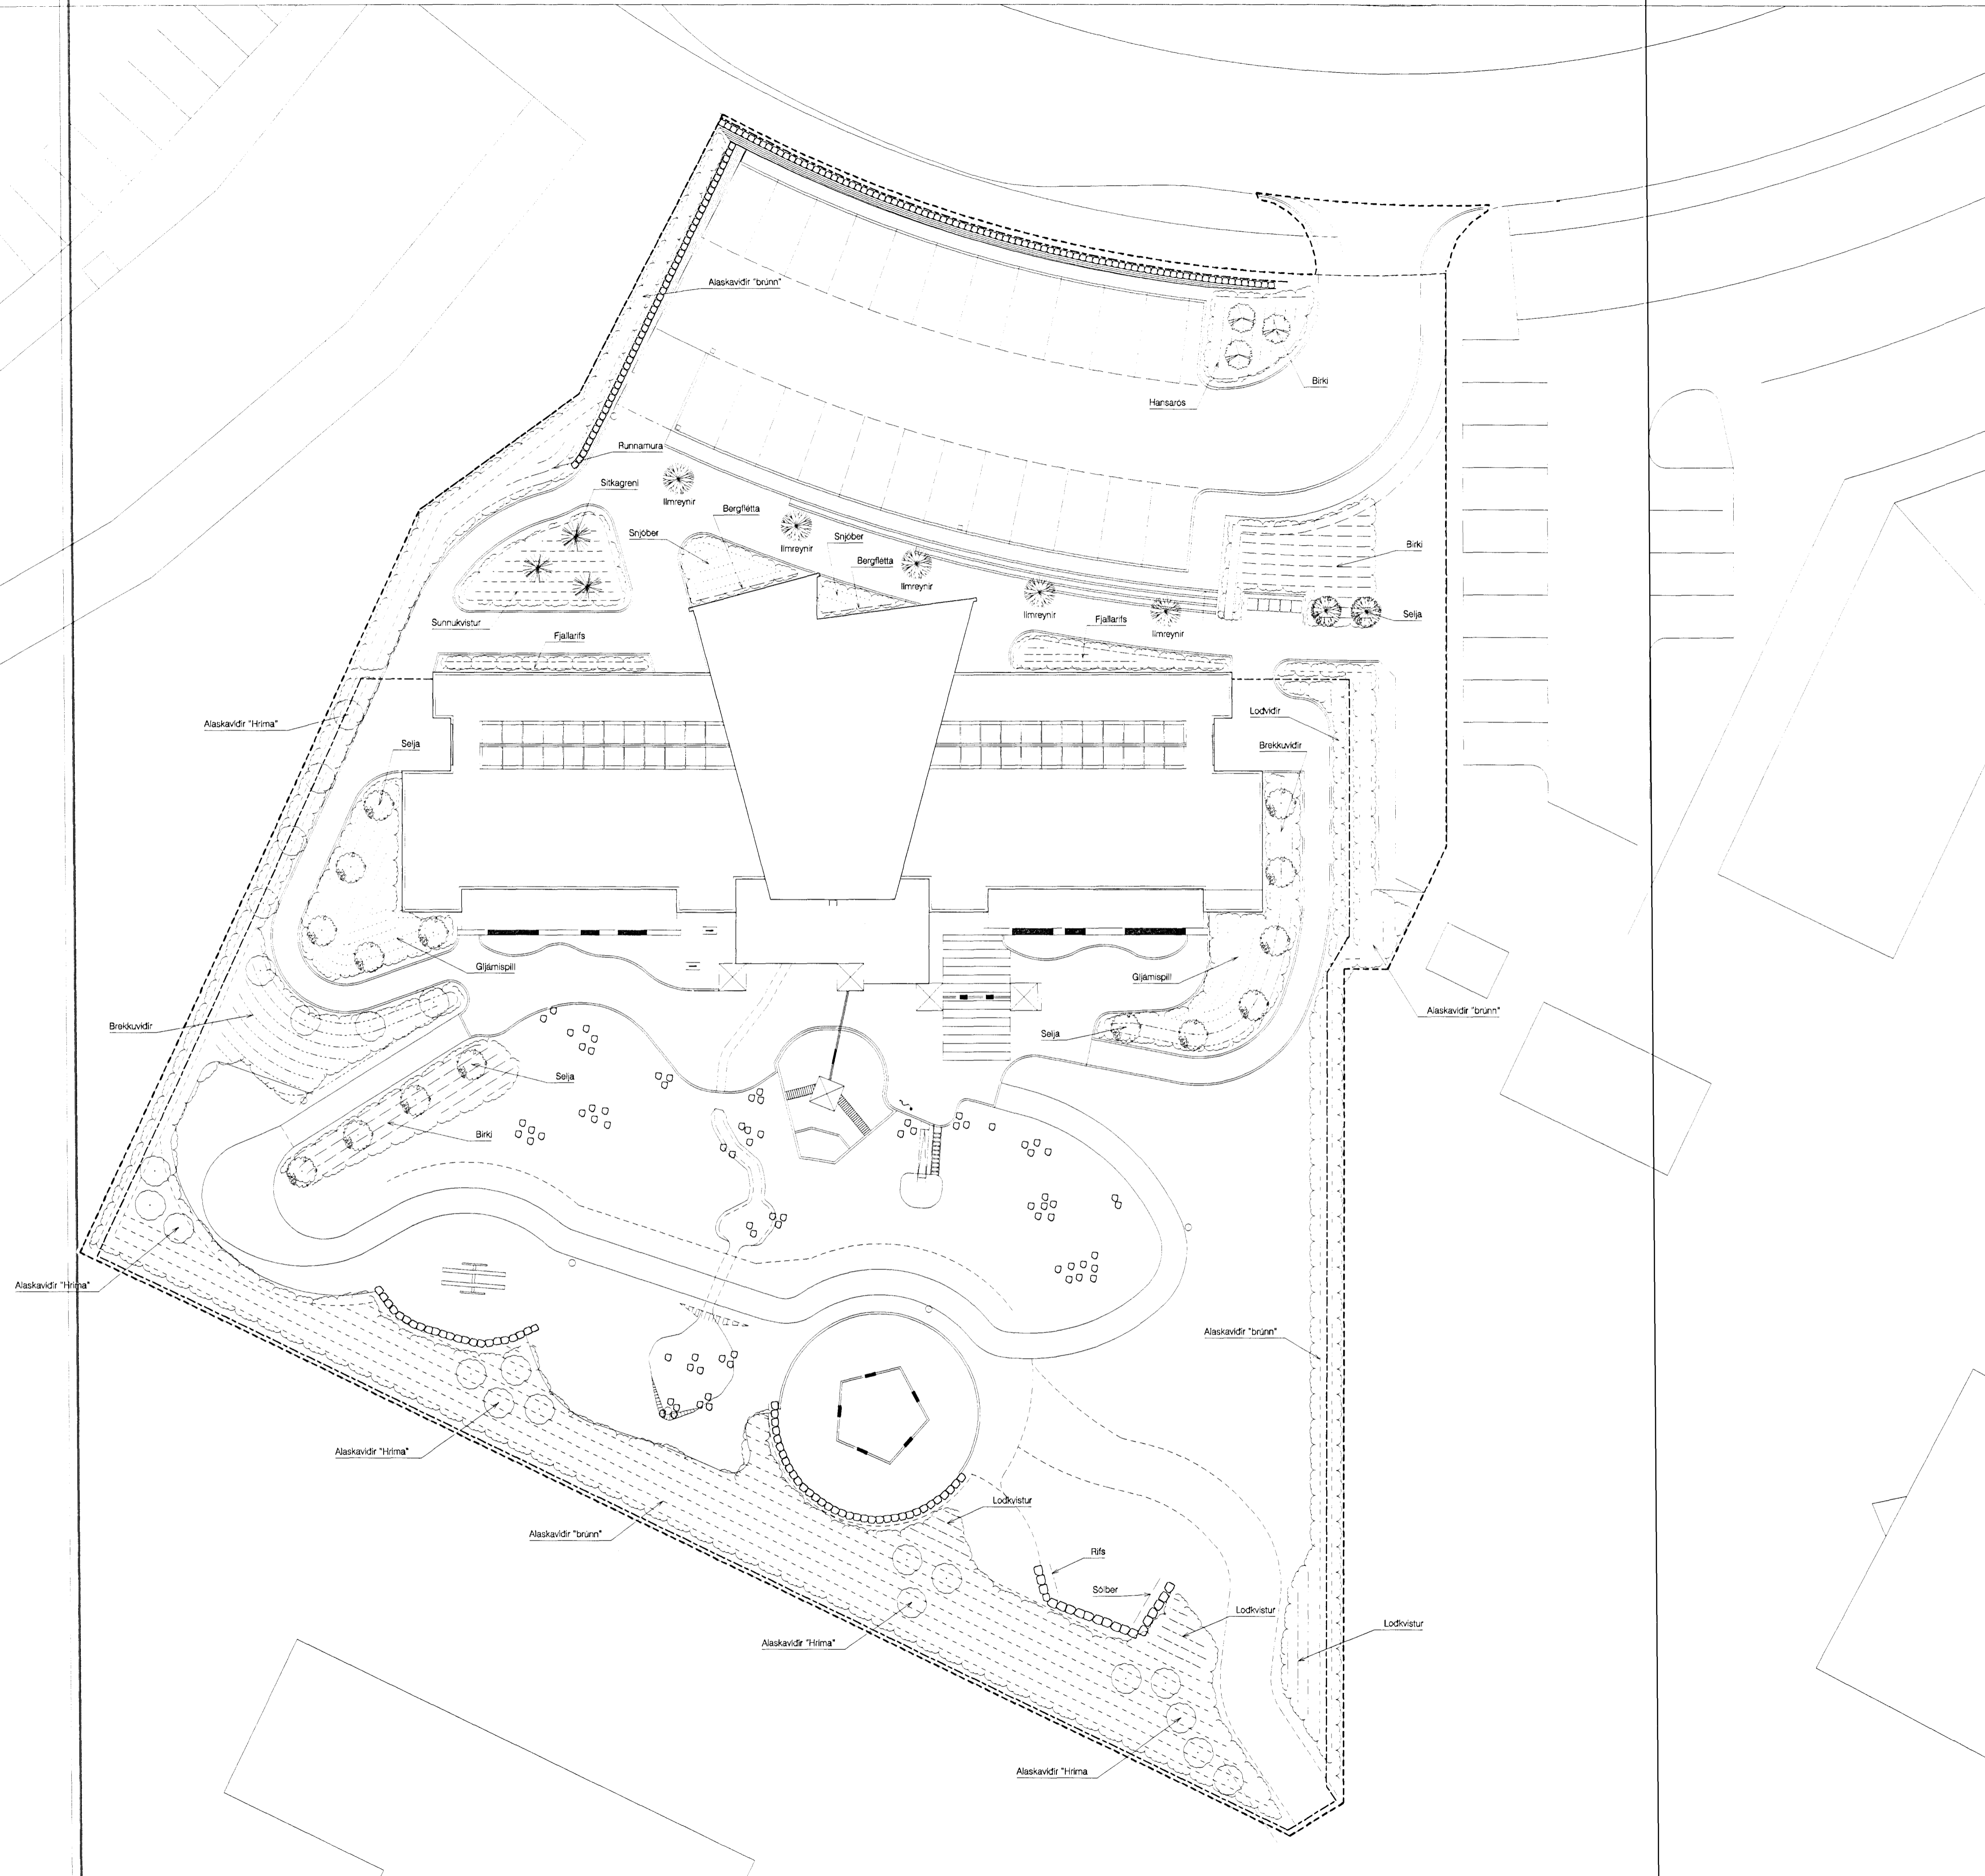 Alaskavíðir "brúnn"
Birki
Hansarós
Runnamura
Sitkagreni
Ilmreynir
Bergflétta
Snjóber
Snjóber
Ilmreynir
Birki
Bergflétta
Ilmreynir
Ilmreynir
Selja
Fjallarifs
Sunnukvistur
Ilmreynir
Fjallarifs
Loðvíðir
Alaskavíðir "Hríma"
Selja
Brekkuvíðir
Gljámispill
Gljámispill
Alaskavíðir "brúnn"
Brekkuvíðir
Selja
Selja
Birki
Alaskavíðir "Hríma"
Alaskavíðir "brúnn"
Alaskavíðir "Hríma"
Loðkvistur
Alaskavíðir "brúnn"
Rifs
Sólber
Loðkvistur
Loðkvistur
Alaskavíðir "Hríma"
Alaskavíðir "Hríma